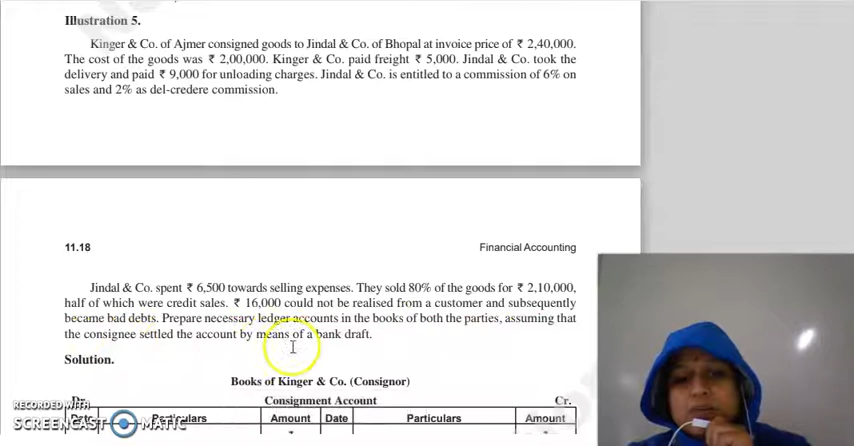 Illustration 5.
Kinger & Co. of Ajmer consigned goods to Jindal & Co. of Bhopal at invoice price of ₹ 2,40,000.
The cost of the goods was ₹ 2,00,000. Kinger & Co. paid freight ₹ 5,000. Jindal & Co. took the
delivery and paid ₹ 9,000 for unloading charges. Jindal & Co. is entitled to a commission of 6% on
sales and 2% as del-credere commission.
11.18 Financial Accounting
Jindal & Co. spent ₹ 6,500 towards selling expenses. They sold 80% of the goods for ₹ 2,10,000,
half of which were credit sales. ₹ 16,000 could not be realised from a customer and subsequently
became bad debts. Prepare necessary ledger accounts in the books of both the parties, assuming that
the consignee settled the account by means of a bank draft.
Solution.
Books of Kinger & Co. (Consignor)
Dr. Consignment Account Cr.
Date Particulars Amount Date Particulars Amount
RECORDED WITH
SCREENCAST MATIC